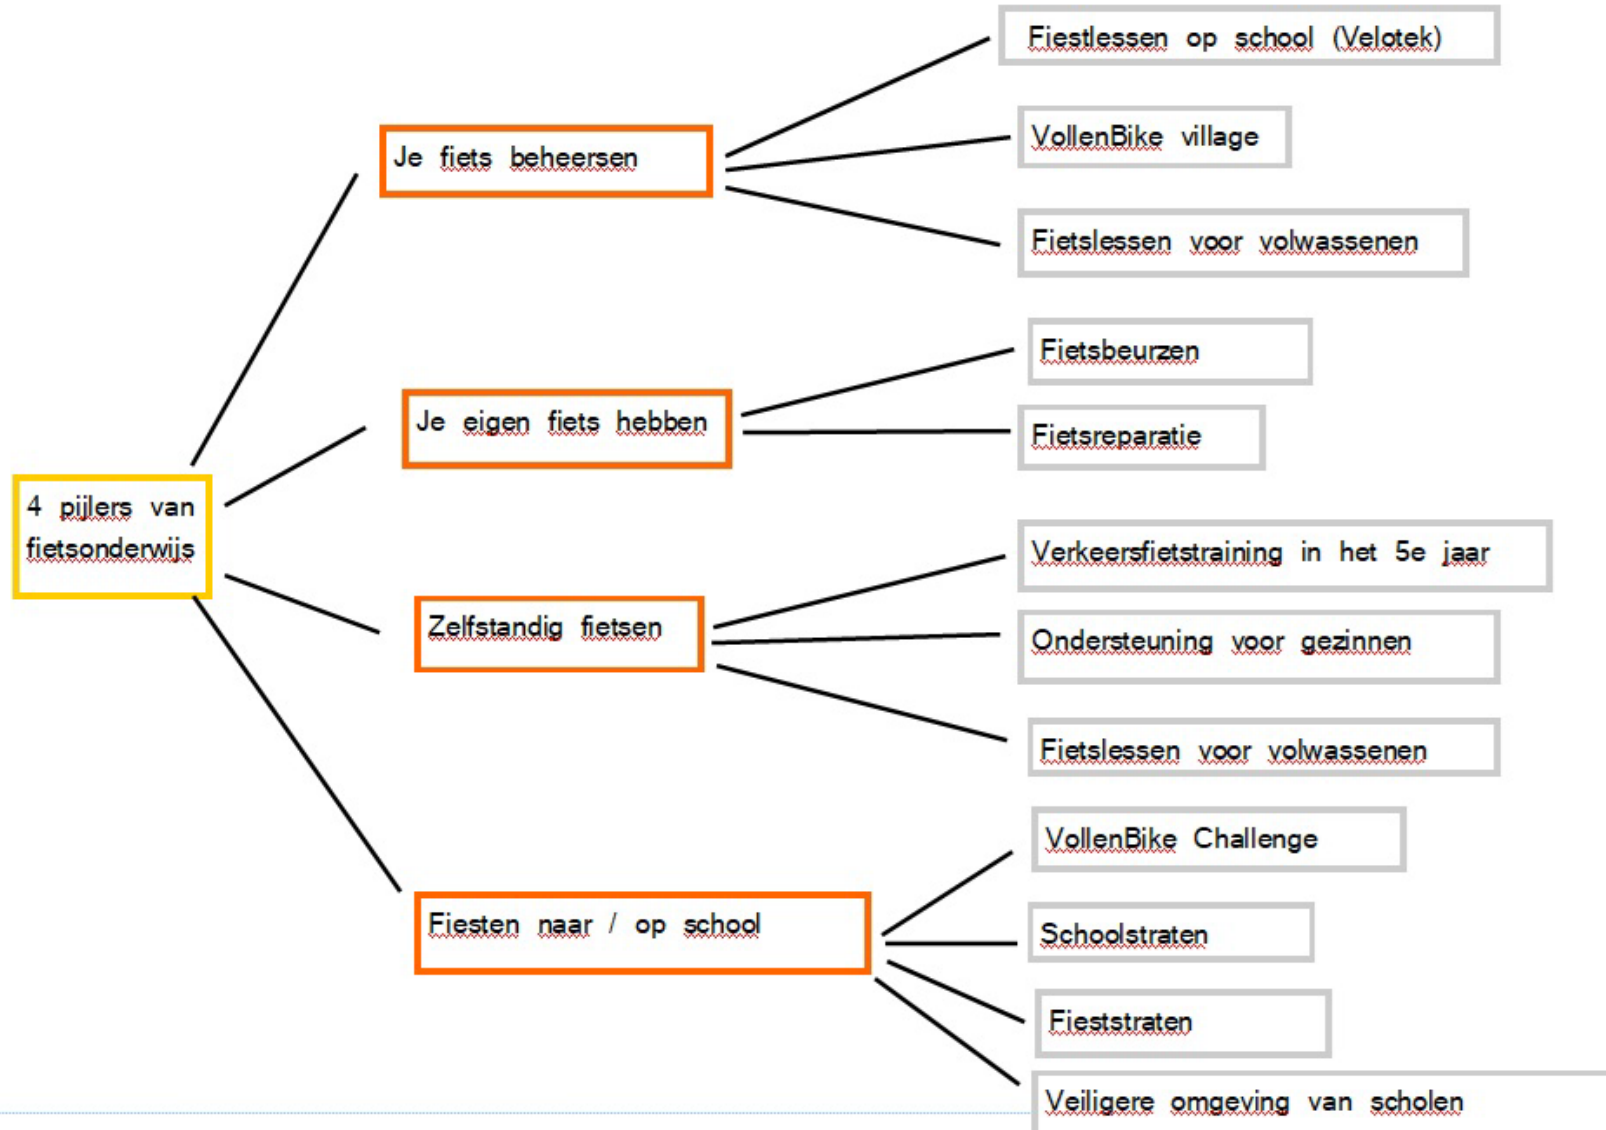 4 pijlers van
fietsonderwijs
Je fiets beheersen
Fiestlessen op school (Velotek)
VollenBike village
Fietslessen voor volwassenen
Je eigen fiets hebben
Fietsbeurzen
Fietsreparatie
Zelfstandig fietsen
Verkeersfietstraining in het 5e jaar
Ondersteuning voor gezinnen
Fietslessen voor volwassenen
Fiesten naar / op school
VollenBike Challenge
Schoolstraten
Fieststraten
Veiligere omgeving van scholen